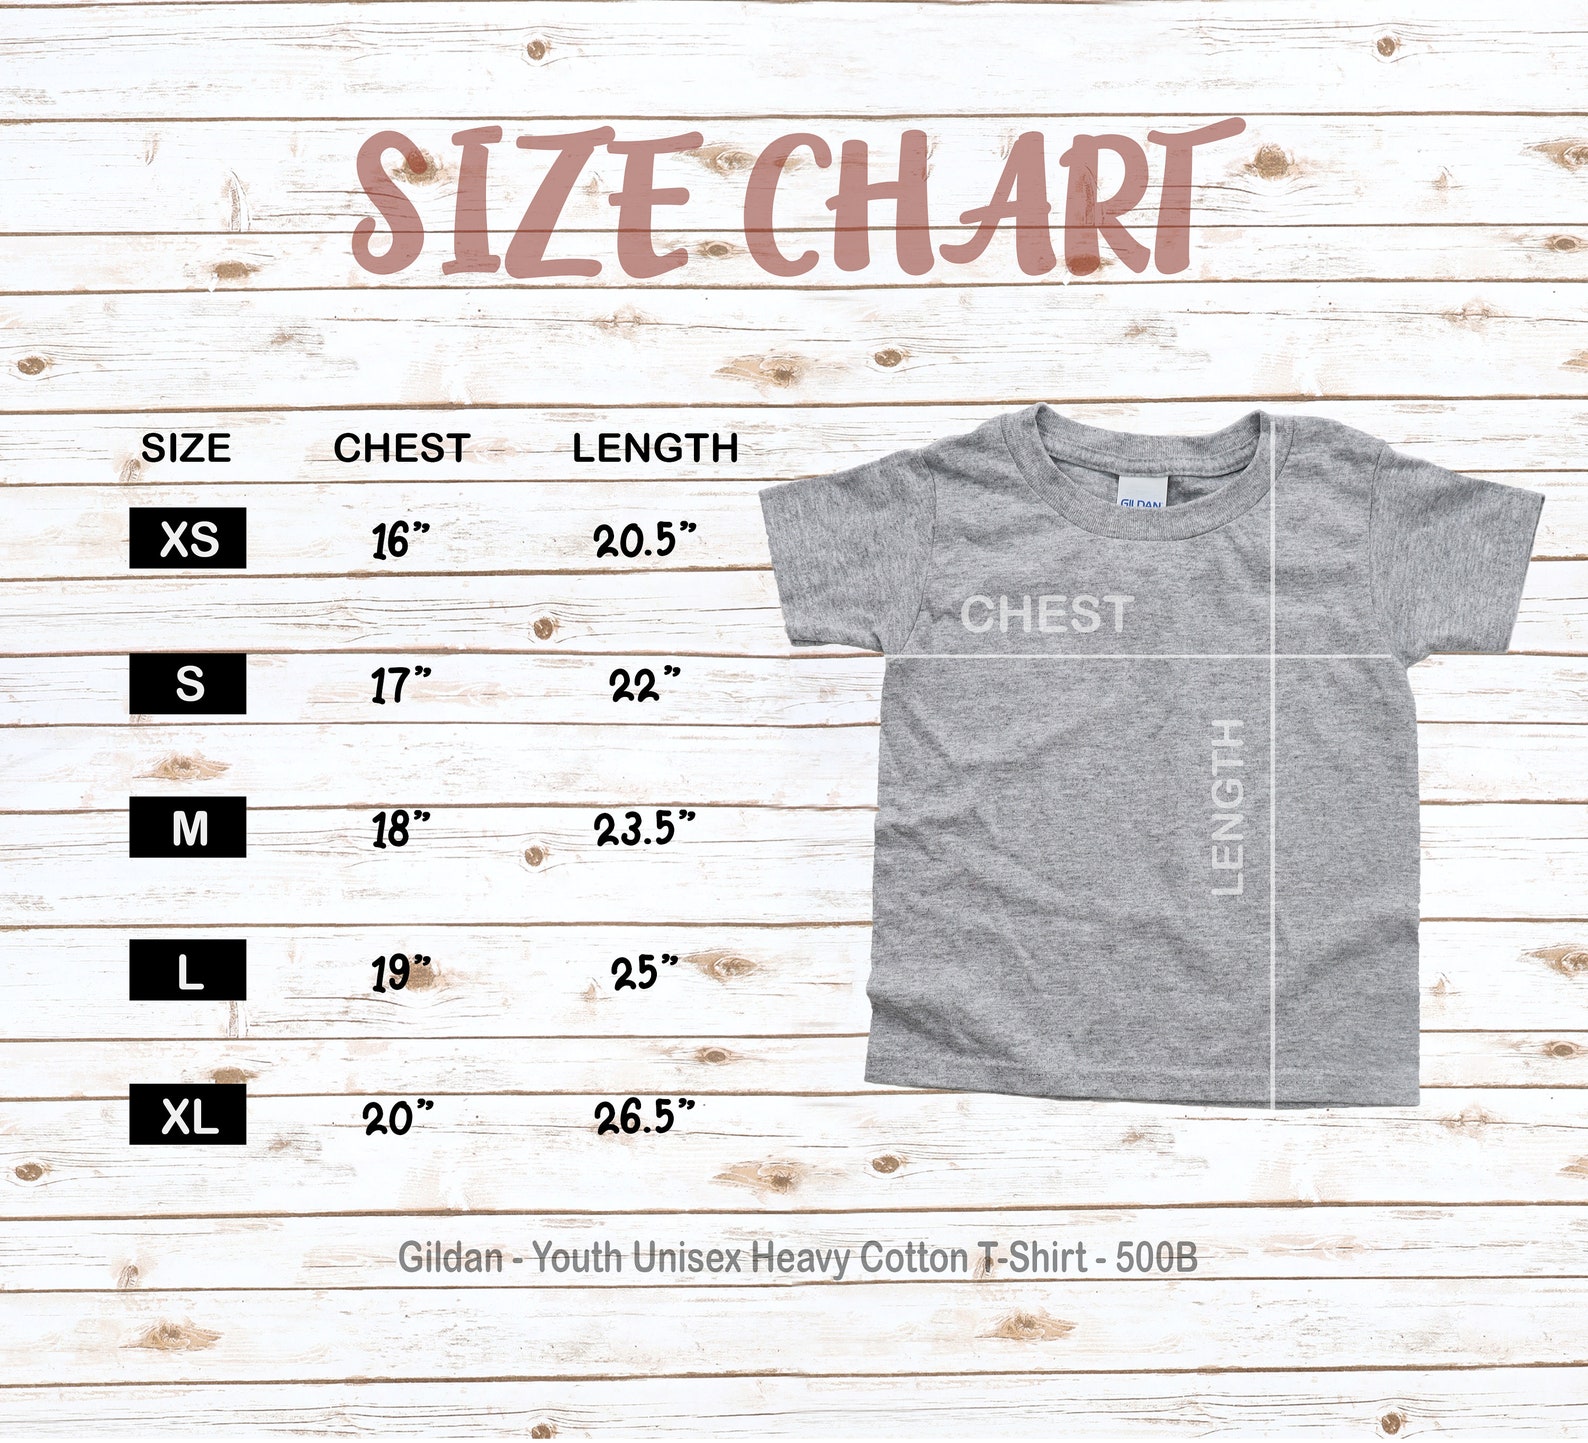 SIZE CHART
SIZE CHEST LENGTH
XS 16” 20.5”
S 17” 22”
M 18” 23.5”
L 19” 25”
XL 20” 26.5”
GILDAN
CHEST
LENGTH
Gildan - Youth Unisex Heavy Cotton T-Shirt - 500B